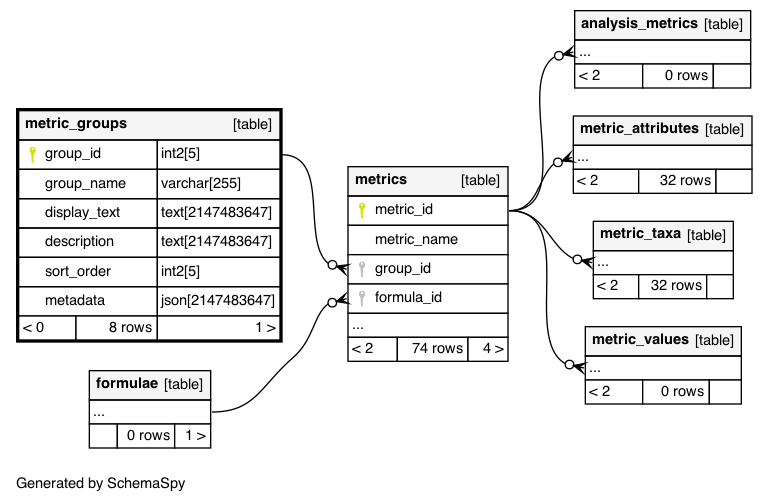 analysis_metrics [table]
...
< 2 0 rows
metric_groups [table]
group_id int2[5]
group_name varchar[255]
display_text text[2147483647]
description text[2147483647]
sort_order int2[5]
metadata json[2147483647]
< 0 8 rows 1 >
metric_attributes [table]
...
< 2 32 rows
metrics [table]
metric_id
metric_name
group_id
formula_id
...
< 2 74 rows 4 >
metric_taxa [table]
...
< 2 32 rows
metric_values [table]
...
< 2 0 rows
formulae [table]
...
0 rows 1 >
Generated by SchemaSpy